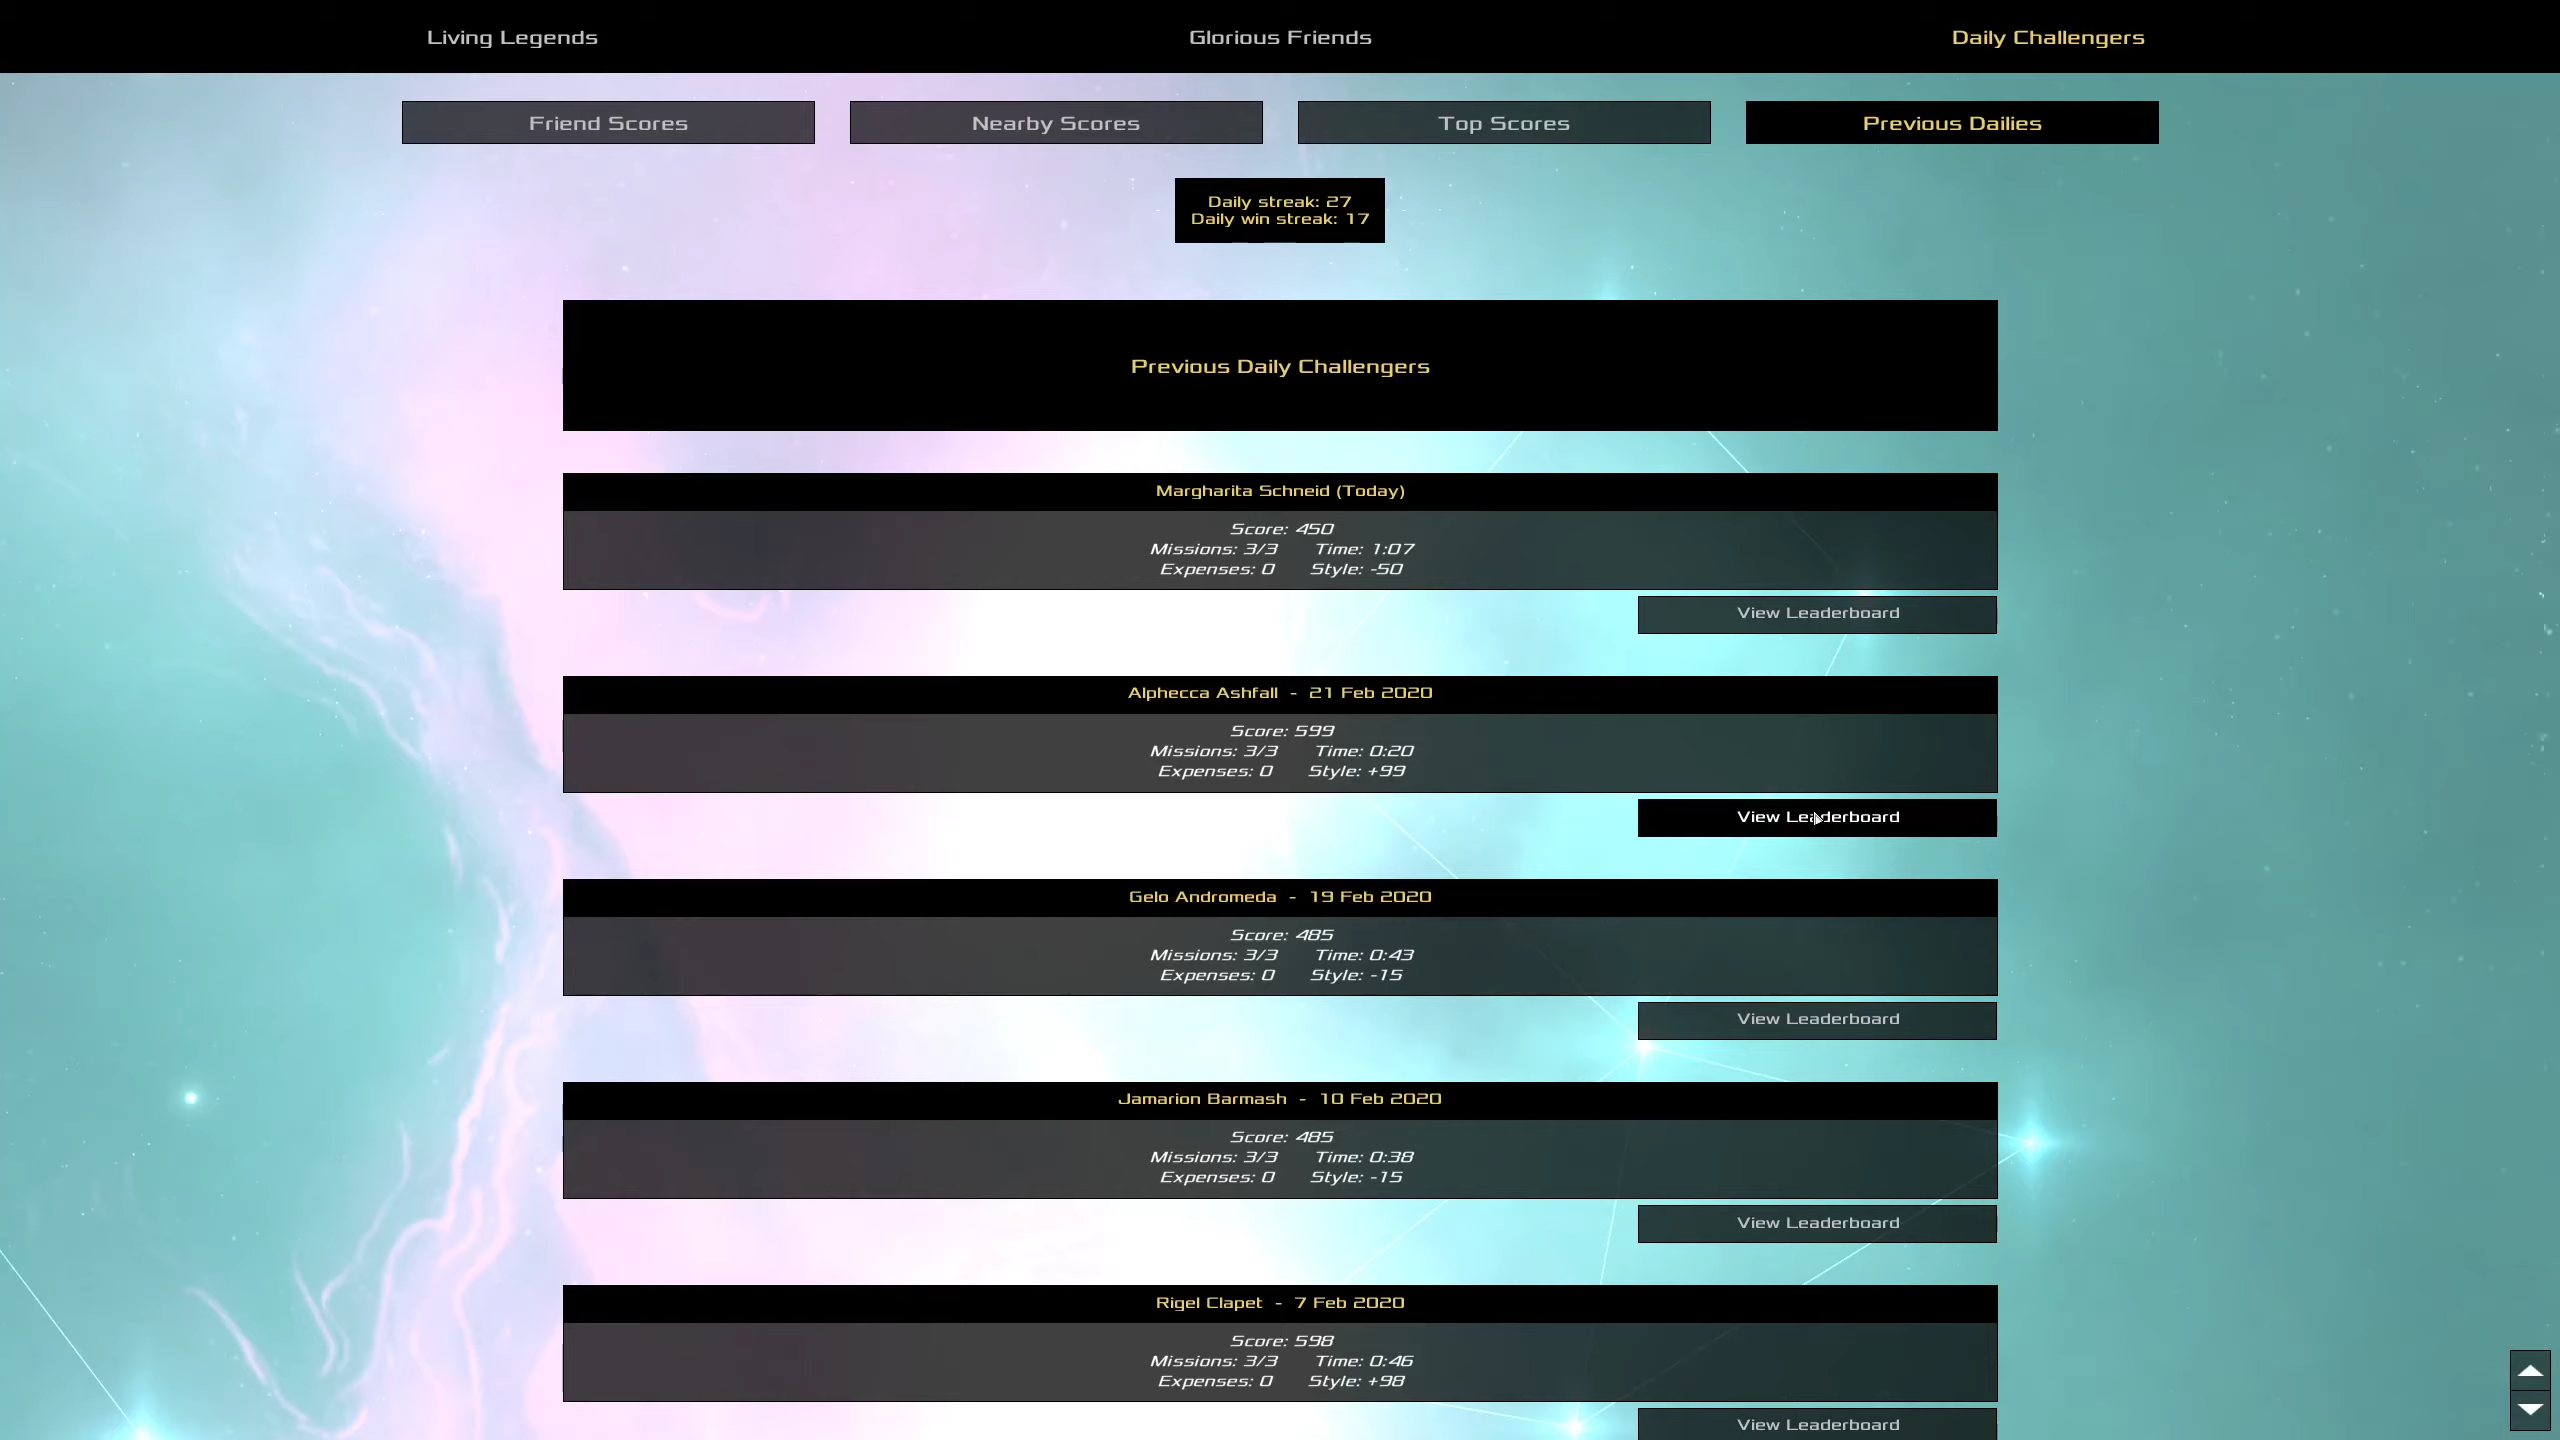 Living Legends
Glorious Friends
Daily Challengers
Friend Scores
Nearby Scores
Top Scores
Previous Dailies
Daily streak: 27
Daily win streak: 17
Previous Daily Challengers
Margharita Schneid (Today)
Score: 450
Missions: 3/3 Time: 1:07
Expenses: 0 Style: -50
View Leaderboard
Alphecca Ashfall - 21 Feb 2020
Score: 599
Missions: 3/3 Time: 0:20
Expenses: 0 Style: +99
View Leaderboard
Gelo Andromeda - 19 Feb 2020
Score: 485
Missions: 3/3 Time: 0:43
Expenses: 0 Style: -15
View Leaderboard
Jamarion Barmash - 10 Feb 2020
Score: 485
Missions: 3/3 Time: 0:38
Expenses: 0 Style: -15
View Leaderboard
Rigel Clapet - 7 Feb 2020
Score: 598
Missions: 3/3 Time: 0:46
Expenses: 0 Style: +98
View Leaderboard